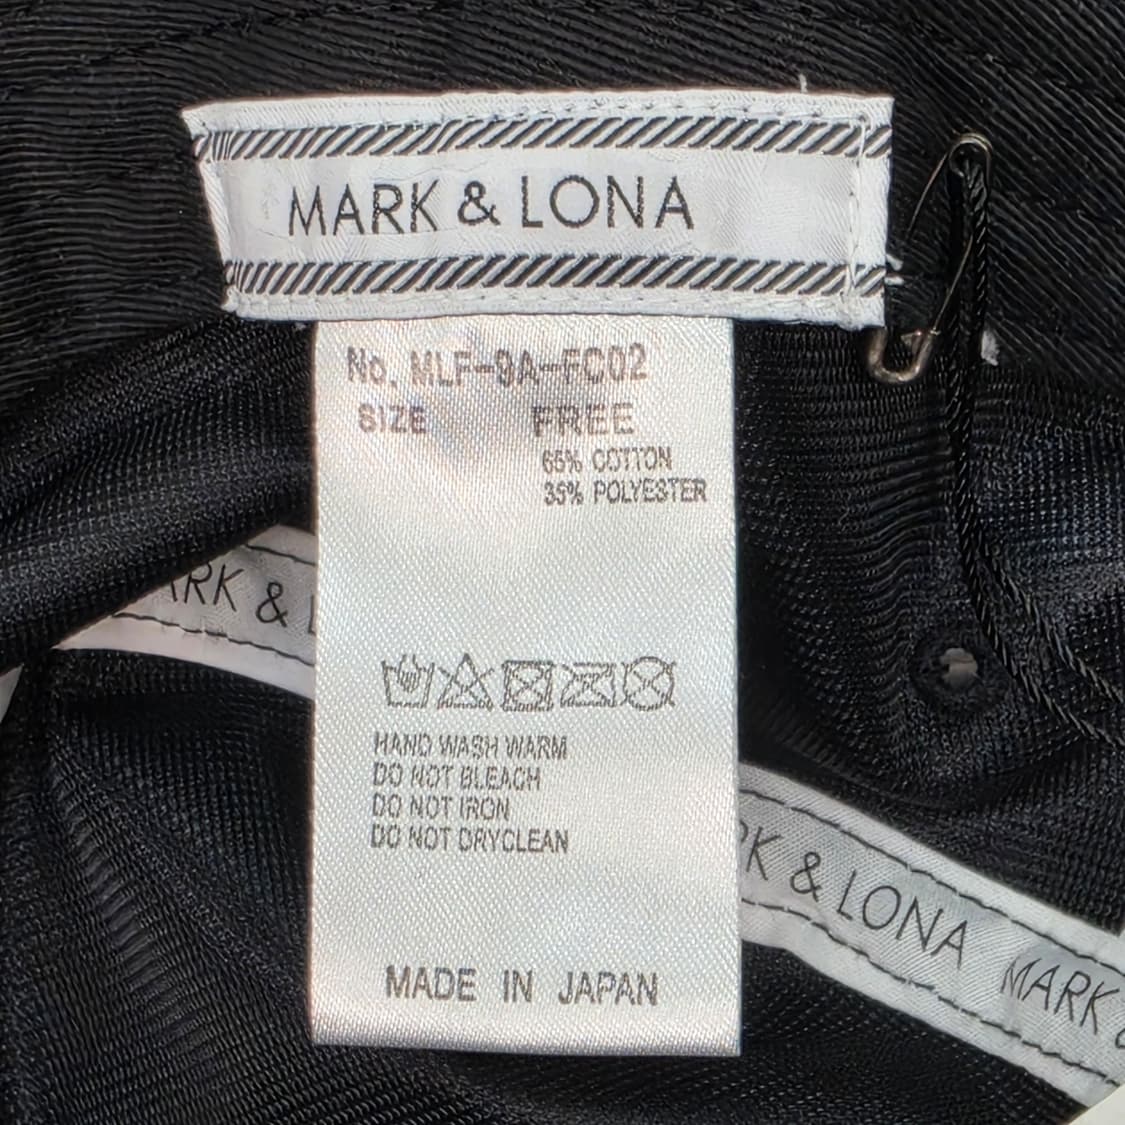 MARK & LONA
No. MLF-9A-FC02
SIZE FREE
65% COTTON
35% POLYESTER
ARK &
HAND WASH WARM
DO NOT BLEACH
DO NOT IRON
DO NOT DRYCLEAN
RK & LONA MARK &
MADE IN JAPAN